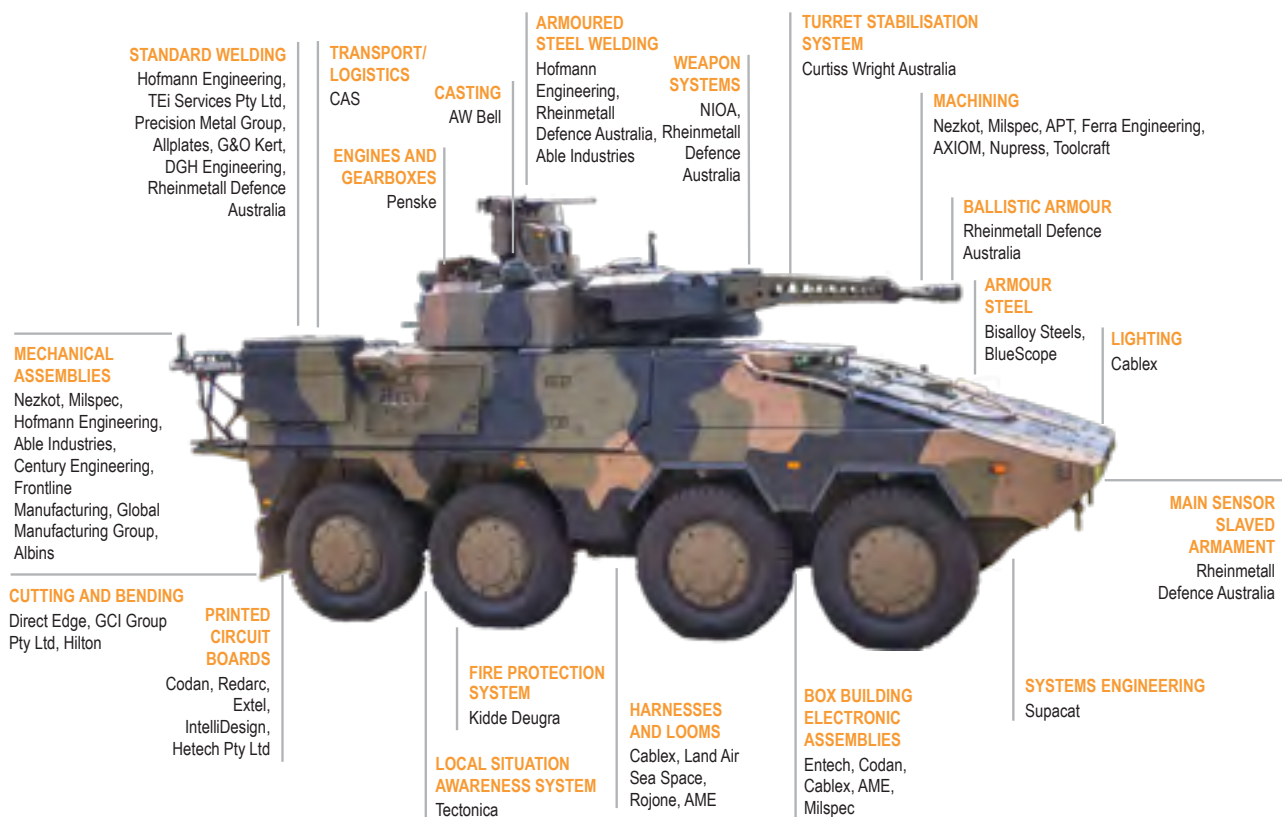 STANDARD WELDING
Hofmann Engineering,
TEi Services Pty Ltd,
Precision Metal Group,
Allplates, G&O Kert,
DGH Engineering,
Rheinmetall Defence
Australia
TRANSPORT/
LOGISTICS
CAS
ENGINES AND
GEARBOXES
Penske
CASTING
AW Bell
ARMOURED
STEEL WELDING
Hofmann
Engineering,
Rheinmetall
Defence Australia,
Able Industries
WEAPON
SYSTEMS
NIOA,
Rheinmetall
Defence
Australia
TURRET STABILISATION
SYSTEM
Curtiss Wright Australia
MACHINING
Nezkot, Milspec, APT, Ferra Engineering,
AXIOM, Nupress, Toolcraft
BALLISTIC ARMOUR
Rheinmetall Defence
Australia
ARMOUR
STEEL
Bisalloy Steels,
BlueScope
LIGHTING
Cablex
MECHANICAL
ASSEMBLIES
Nezkot, Milspec,
Hofmann Engineering,
Able Industries,
Century Engineering,
Frontline
Manufacturing, Global
Manufacturing Group,
Albins
MAIN SENSOR
SLAVED
ARMAMENT
Rheinmetall
Defence Australia
CUTTING AND BENDING
Direct Edge, GCI Group
Pty Ltd, Hilton
PRINTED
CIRCUIT
BOARDS
Codan, Redarc,
Extel,
IntelliDesign,
Hetech Pty Ltd
FIRE PROTECTION
SYSTEM
Kidde Deugra
LOCAL SITUATION
AWARENESS SYSTEM
Tectonica
HARNESSES
AND LOOMS
Cablex, Land Air
Sea Space,
Rojone, AME
BOX BUILDING
ELECTRONIC
ASSEMBLIES
Entech, Codan,
Cablex, AME,
Milspec
SYSTEMS ENGINEERING
Supacat